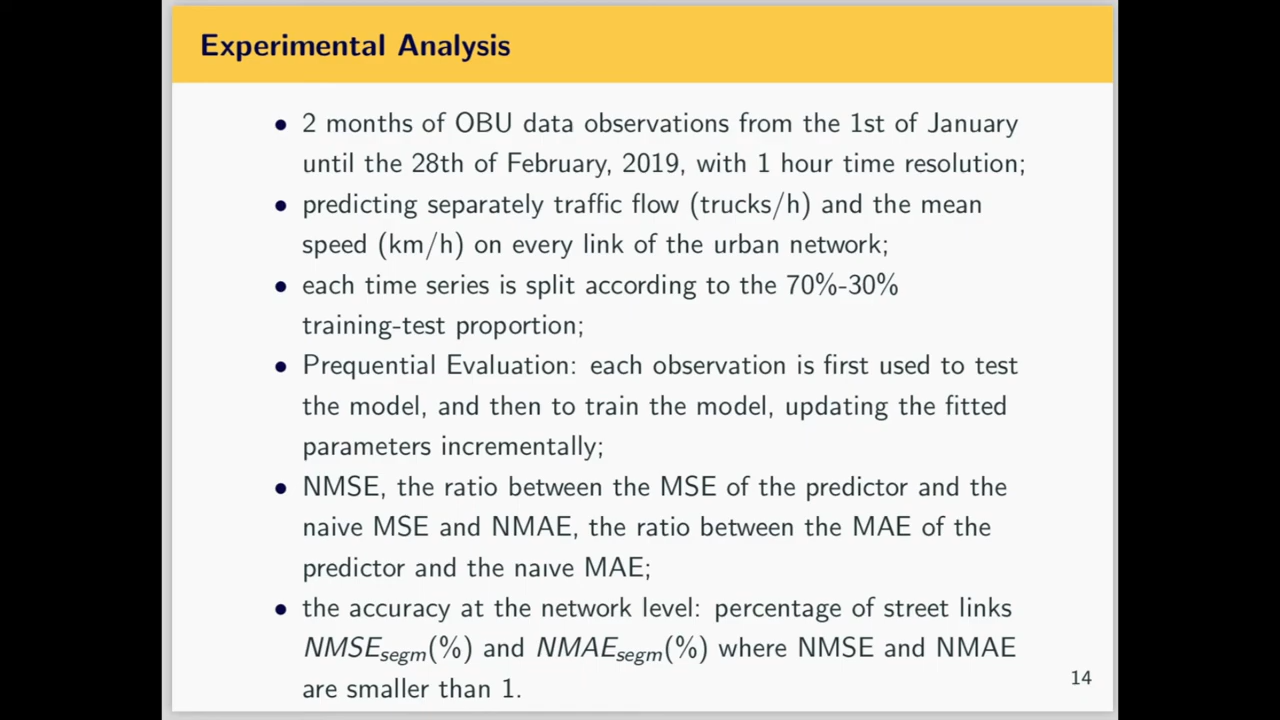 Experimental Analysis
• 2 months of OBU data observations from the 1st of January
until the 28th of February, 2019, with 1 hour time resolution;
• predicting separately traffic flow (trucks/h) and the mean
speed (km/h) on every link of the urban network;
• each time series is split according to the 70%-30%
training-test proportion;
• Prequential Evaluation: each observation is first used to test
the model, and then to train the model, updating the fitted
parameters incrementally;
• NMSE, the ratio between the MSE of the predictor and the
naive MSE and NMAE, the ratio between the MAE of the
predictor and the naıve MAE;
• the accuracy at the network level: percentage of street links
NMSEsegm(%) and NMAEsegm(%) where NMSE and NMAE
are smaller than 1.
14